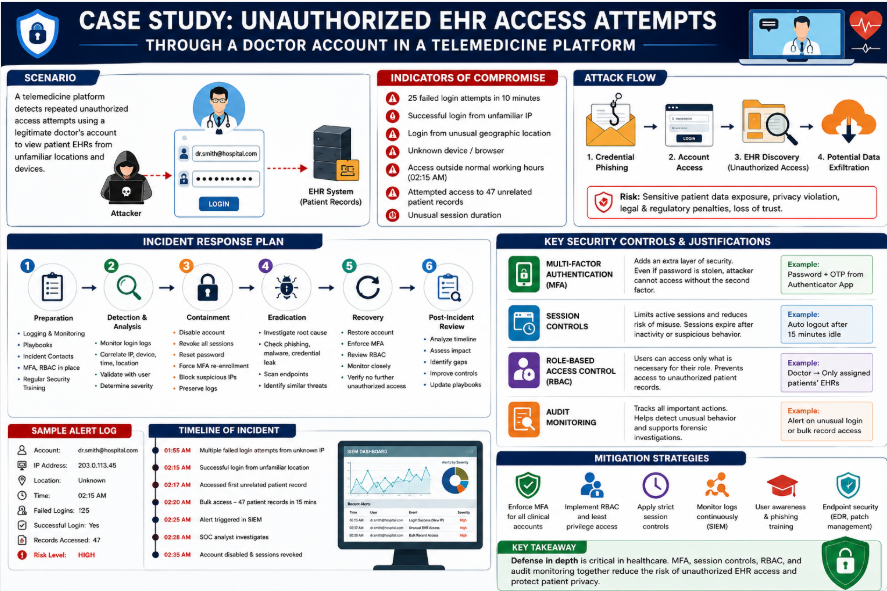 CASE STUDY: UNAUTHORIZED EHR ACCESS ATTEMPTS
THROUGH A DOCTOR ACCOUNT IN A TELEMEDICINE PLATFORM
SCENARIO
A telemedicine platform
detects repeated unauthorized
access attempts using a
legitimate doctor's account
to view patient EHRs from
unfamiliar locations and
devices.
dr.smith@hospital.com
LOGIN
Attacker
EHR System
(Patient Records)
INDICATORS OF COMPROMISE
25 failed login attempts in 10 minutes
Successful login from unfamiliar IP
Login from unusual geographic location
Unknown device / browser
Access outside normal working hours
(02:15 AM)
Attempted access to 47 unrelated
patient records
Unusual session duration
ATTACK FLOW
1. Credential
Phishing
2. Account
Access
3. EHR Discovery
(Unauthorized Access)
4. Potential Data
Exfiltration
Risk: Sensitive patient data exposure, privacy violation,
legal & regulatory penalties, loss of trust.
INCIDENT RESPONSE PLAN
1
Preparation
• Logging & Monitoring
• Playbooks
• Incident Contacts
• MFA, RBAC in place
• Regular Security
Training
2
Detection &
Analysis
• Monitor login logs
• Correlate IP, device,
time, location
• Validate with user
• Determine severity
3
Containment
• Disable account
• Revoke all sessions
• Reset password
• Force MFA re-enrollment
• Block suspicious IPs
• Preserve logs
4
Eradication
• Investigate root cause
• Check phishing,
malware, credential
leak
• Scan endpoints
• Identify similar threats
5
Recovery
• Restore account
• Enforce MFA
• Review RBAC
• Monitor closely
• Verify no further
unauthorized access
6
Post-Incident
Review
• Analyze timeline
• Assess impact
• Identify gaps
• Improve controls
• Update playbooks
KEY SECURITY CONTROLS & JUSTIFICATIONS
MULTI-FACTOR
AUTHENTICATION
(MFA)
Adds an extra layer of security.
Even if password is stolen, attacker
cannot access without the second
factor.
Example:
Password + OTP from
Authenticator App
SESSION
CONTROLS
Limits active sessions and reduces
risk of misuse. Sessions expire after
inactivity or suspicious behavior.
Example:
Auto logout after
15 minutes idle
ROLE-BASED
ACCESS CONTROL
(RBAC)
Users can access only what is
necessary for their role. Prevents
access to unauthorized patient
records.
Example:
Doctor → Only assigned
patients' EHRs
AUDIT
MONITORING
Tracks all important actions.
Helps detect unusual behavior
and supports forensic
investigations.
Example:
Alert on unusual login
or bulk record access
SAMPLE ALERT LOG
Account: dr.smith@hospital.com
IP Address: 203.0.113.45
Location: Unknown
Time: 02:15 AM
Failed Logins: 125
Successful Login: Yes
Records Accessed: 47
Risk Level: HIGH
TIMELINE OF INCIDENT
01:55 AM Multiple failed login attempts from unknown IP
02:15 AM Successful login from unfamiliar location
02:17 AM Accessed first unrelated patient record
02:20 AM Bulk access – 47 patient records in 15 mins
02:25 AM Alert triggered in SIEM
02:28 AM SOC analyst investigates
02:35 AM Account disabled & sessions revoked
SIEM DASHBOARD
Alerts by Severity
Recent Alerts
Time User Event Severity
MITIGATION STRATEGIES
Enforce MFA
for all clinical
accounts
Implement RBAC
and least
privilege access
Apply strict
session
controls
Monitor logs
continuously
(SIEM)
User awareness
& phishing
training
Endpoint security
(EDR, patch
management)
KEY TAKEAWAY
Defense in depth is critical in healthcare. MFA, session controls, RBAC, and
audit monitoring together reduce the risk of unauthorized EHR access and
protect patient privacy.